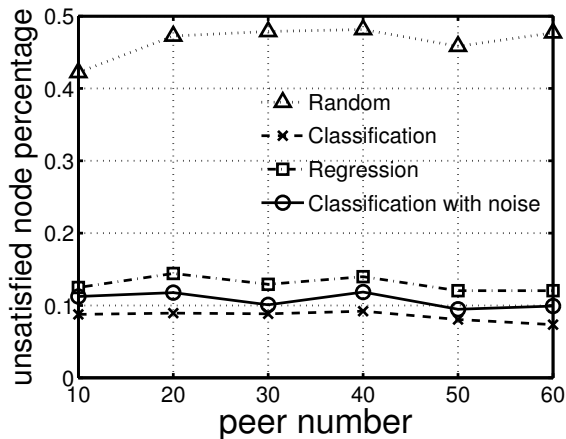 unsatisfied node percentage
0.5
0.4
0.3
0.2
0.1
0
Random
Classification
Regression
Classification with noise
10 20 30 40 50 60
peer number